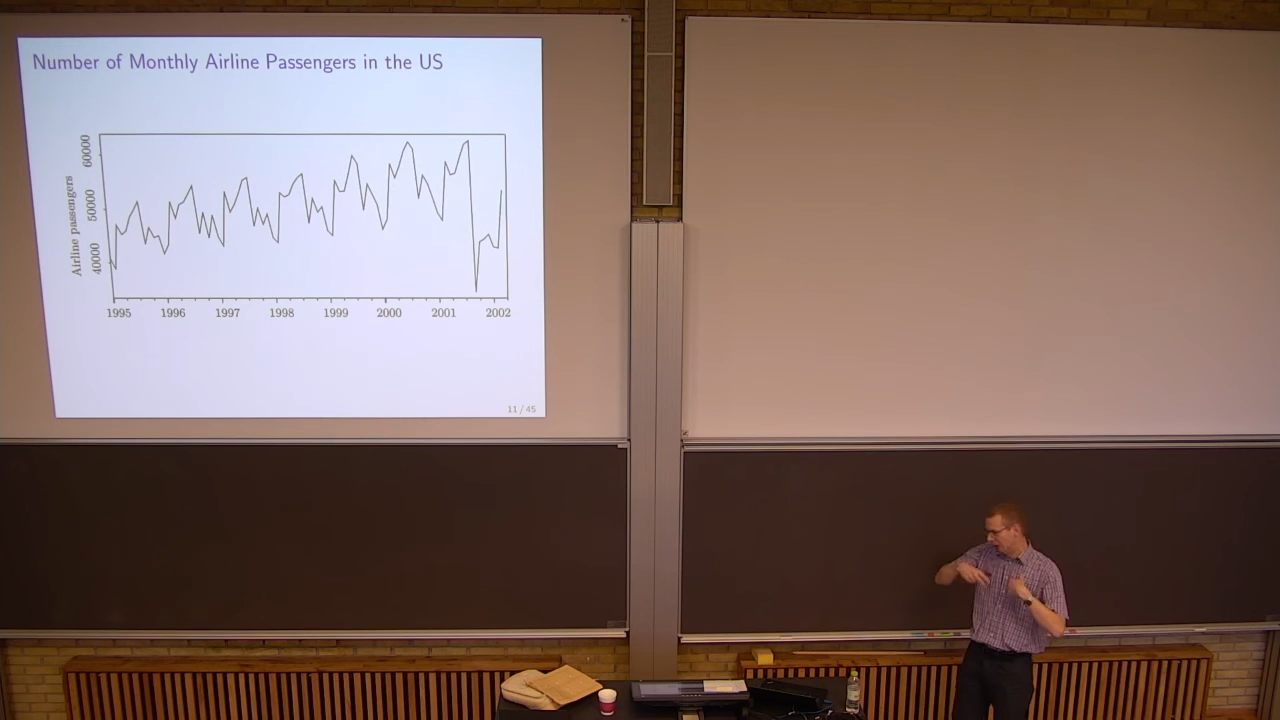 Number of Monthly Airline Passengers in the US
60000
50000
40000
Airline passengers
1995 1996 1997 1998 1999 2000 2001 2002
11 / 45